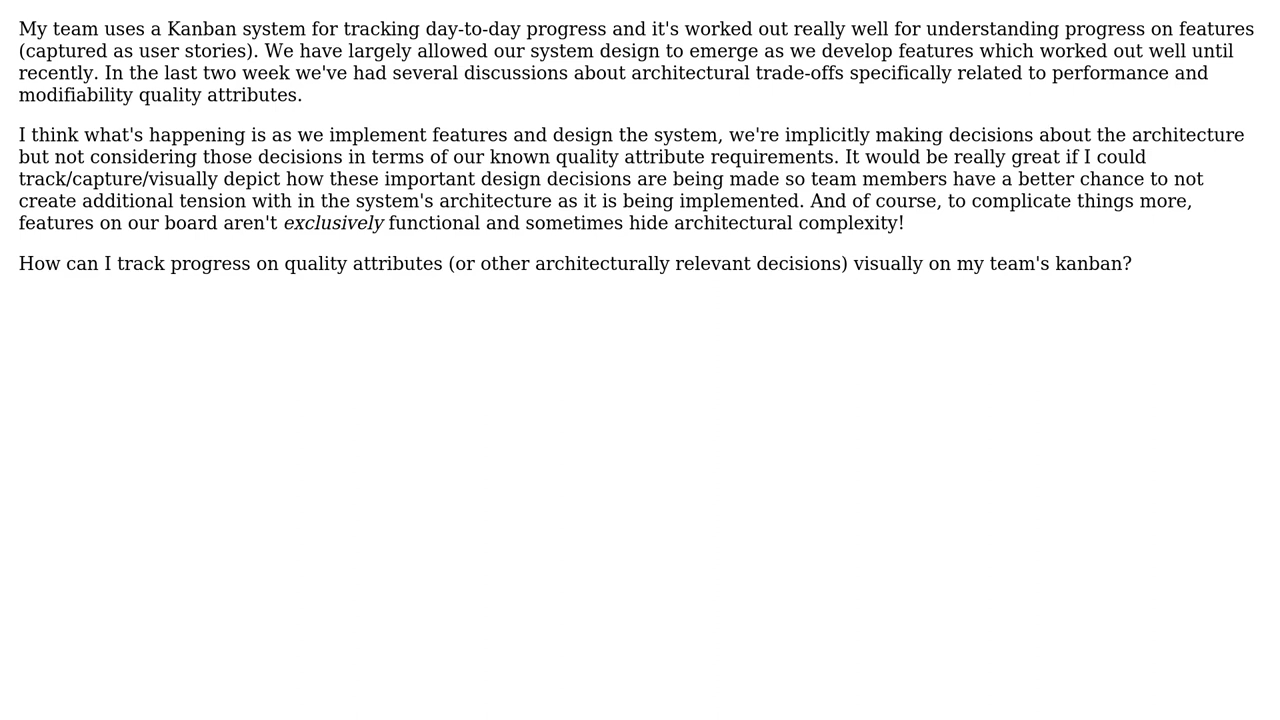 My team uses a Kanban system for tracking day-to-day progress and it's worked out really well for understanding progress on features
(captured as user stories). We have largely allowed our system design to emerge as we develop features which worked out well until
recently. In the last two week we've had several discussions about architectural trade-offs specifically related to performance and
modifiability quality attributes.
I think what's happening is as we implement features and design the system, we're implicitly making decisions about the architecture
but not considering those decisions in terms of our known quality attribute requirements. It would be really great if I could
track/capture/visually depict how these important design decisions are being made so team members have a better chance to not
create additional tension with in the system's architecture as it is being implemented. And of course, to complicate things more,
features on our board aren't exclusively functional and sometimes hide architectural complexity!
How can I track progress on quality attributes (or other architecturally relevant decisions) visually on my team's kanban?